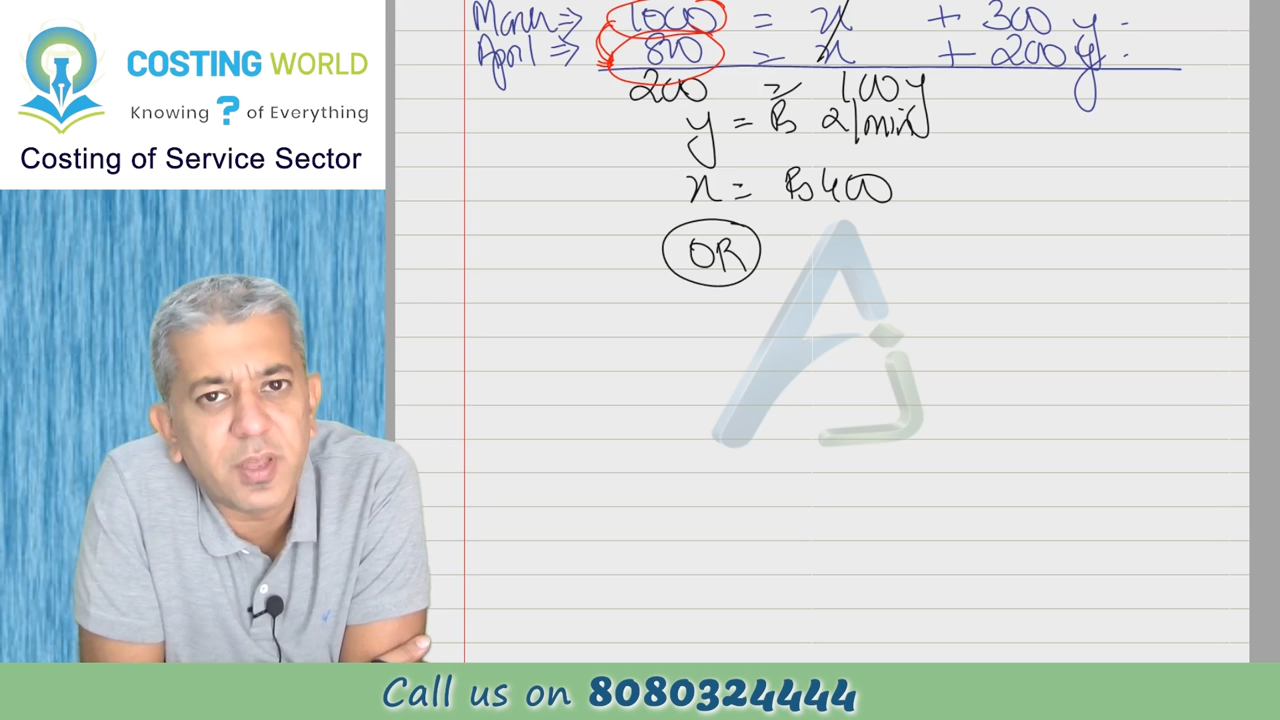 COSTING WORLD
Knowing ? of Everything
Costing of Service Sector
March ⇒ 1000 = x + 300 y.
April ⇒ 800 = x + 200 y.
200 = 100y
y = Rs 2/min
x = Rs 400
OR
Call us on 8080324444